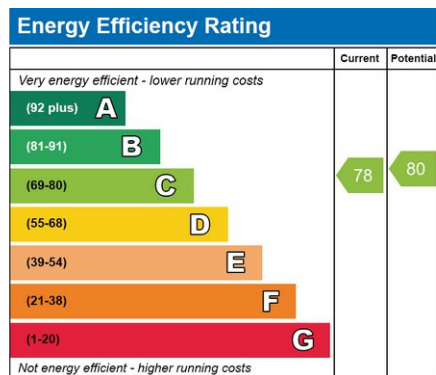 Energy Efficiency Rating
Current Potential
Very energy efficient - lower running costs
(92 plus) A
(81-91) B
(69-80) C 78 80
(55-68) D
(39-54) E
(21-38) F
(1-20) G
Not energy efficient - higher running costs